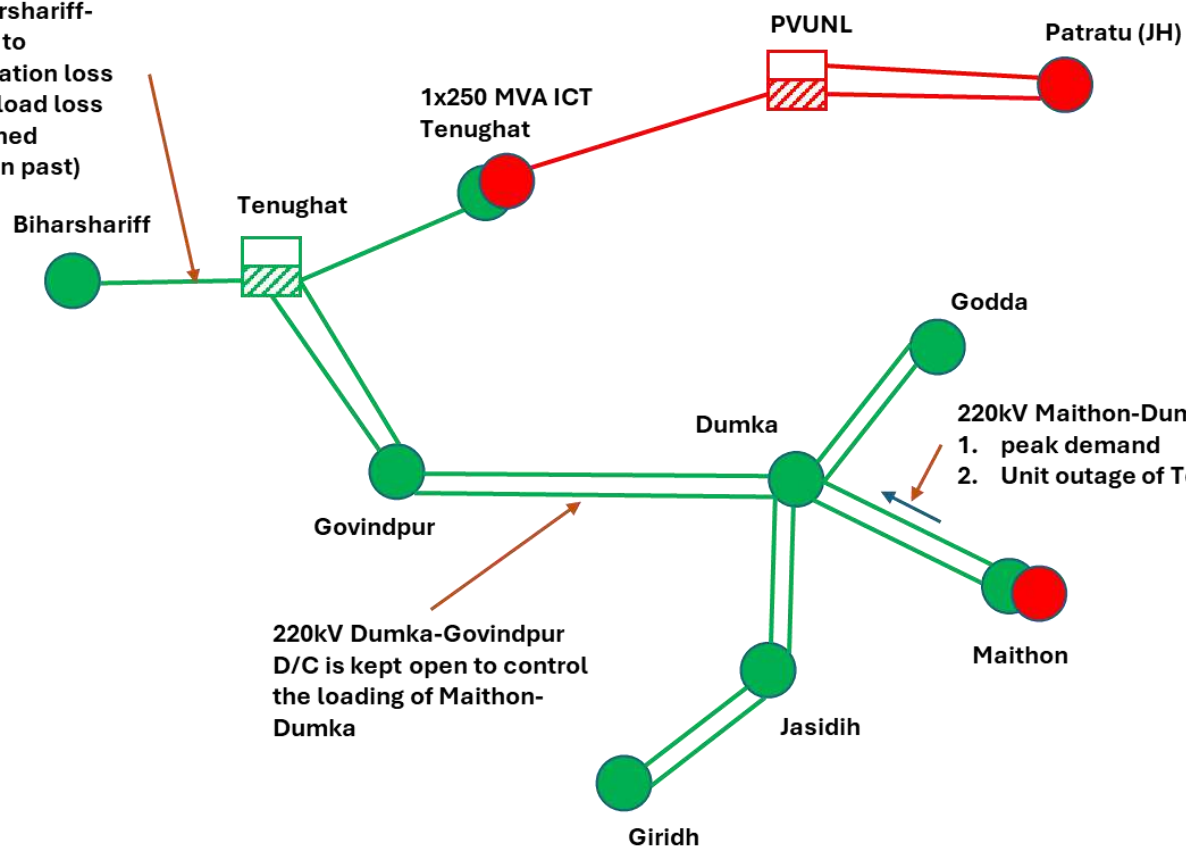 rshariff-
to
ation loss
load loss
ned
n past)
PVUNL
Patratu (JH)
1x250 MVA ICT
Tenughat
Tenughat
Biharshariff
Godda
220kV Maithon-Dun
1. peak demand
2. Unit outage of T
Dumka
Govindpur
220kV Dumka-Govindpur
D/C is kept open to control
the loading of Maithon-
Dumka
Maithon
Jasidih
Giridh